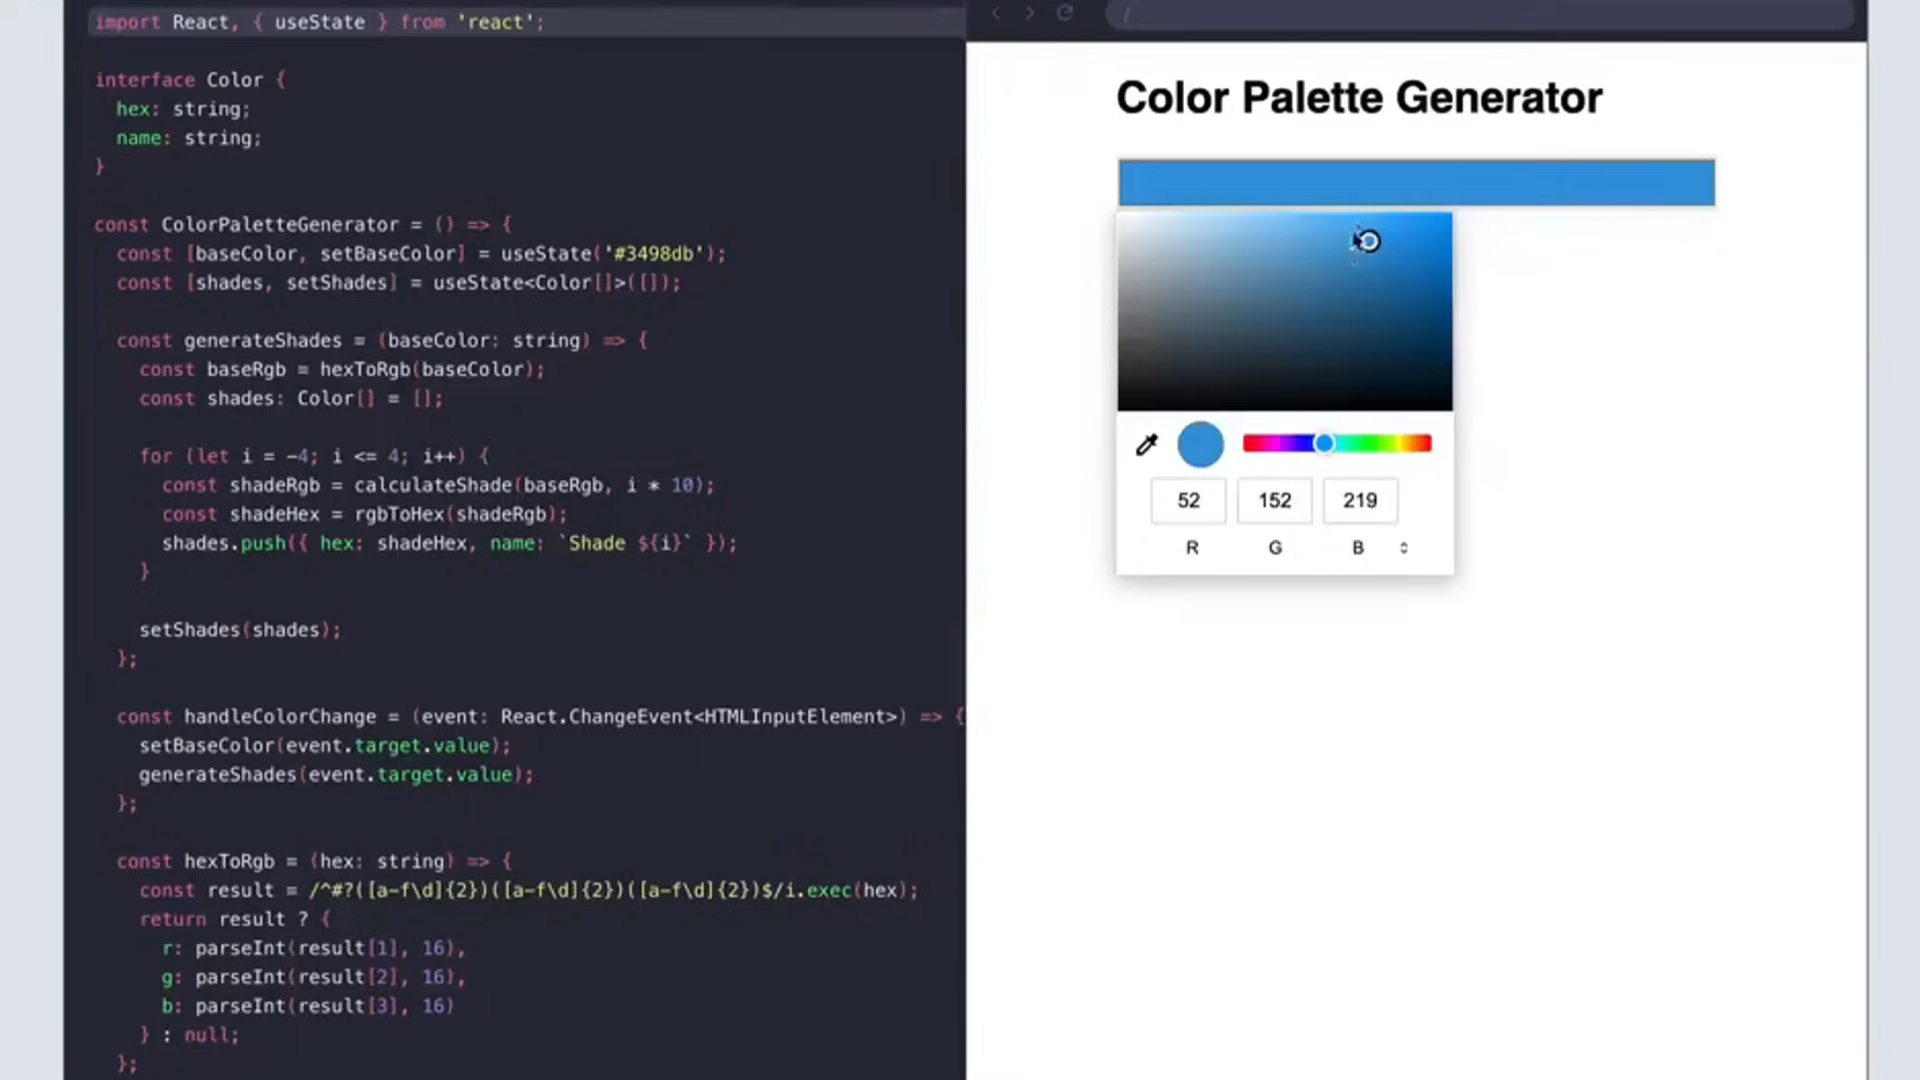 import React, { useState } from 'react';
interface Color {
hex: string;
name: string;
}
const ColorPaletteGenerator = () => {
const [baseColor, setBaseColor] = useState('#3498db');
const [shades, setShades] = useState<Color[]>([]);
const generateShades = (baseColor: string) => {
const baseRgb = hexToRgb(baseColor);
const shades: Color[] = [];
for (let i = -4; i <= 4; i++) {
const shadeRgb = calculateShade(baseRgb, i * 10);
const shadeHex = rgbToHex(shadeRgb);
shades.push({ hex: shadeHex, name: `Shade ${i}` });
}
setShades(shades);
};
const handleColorChange = (event: React.ChangeEvent<HTMLInputElement>) => {
setBaseColor(event.target.value);
generateShades(event.target.value);
};
const hexToRgb = (hex: string) => {
const result = /^#?([a-f\d]{2})([a-f\d]{2})([a-f\d]{2})$/i.exec(hex);
return result ? {
r: parseInt(result[1], 16),
g: parseInt(result[2], 16),
b: parseInt(result[3], 16)
} : null;
};
/
Color Palette Generator
52 152 219
R G B